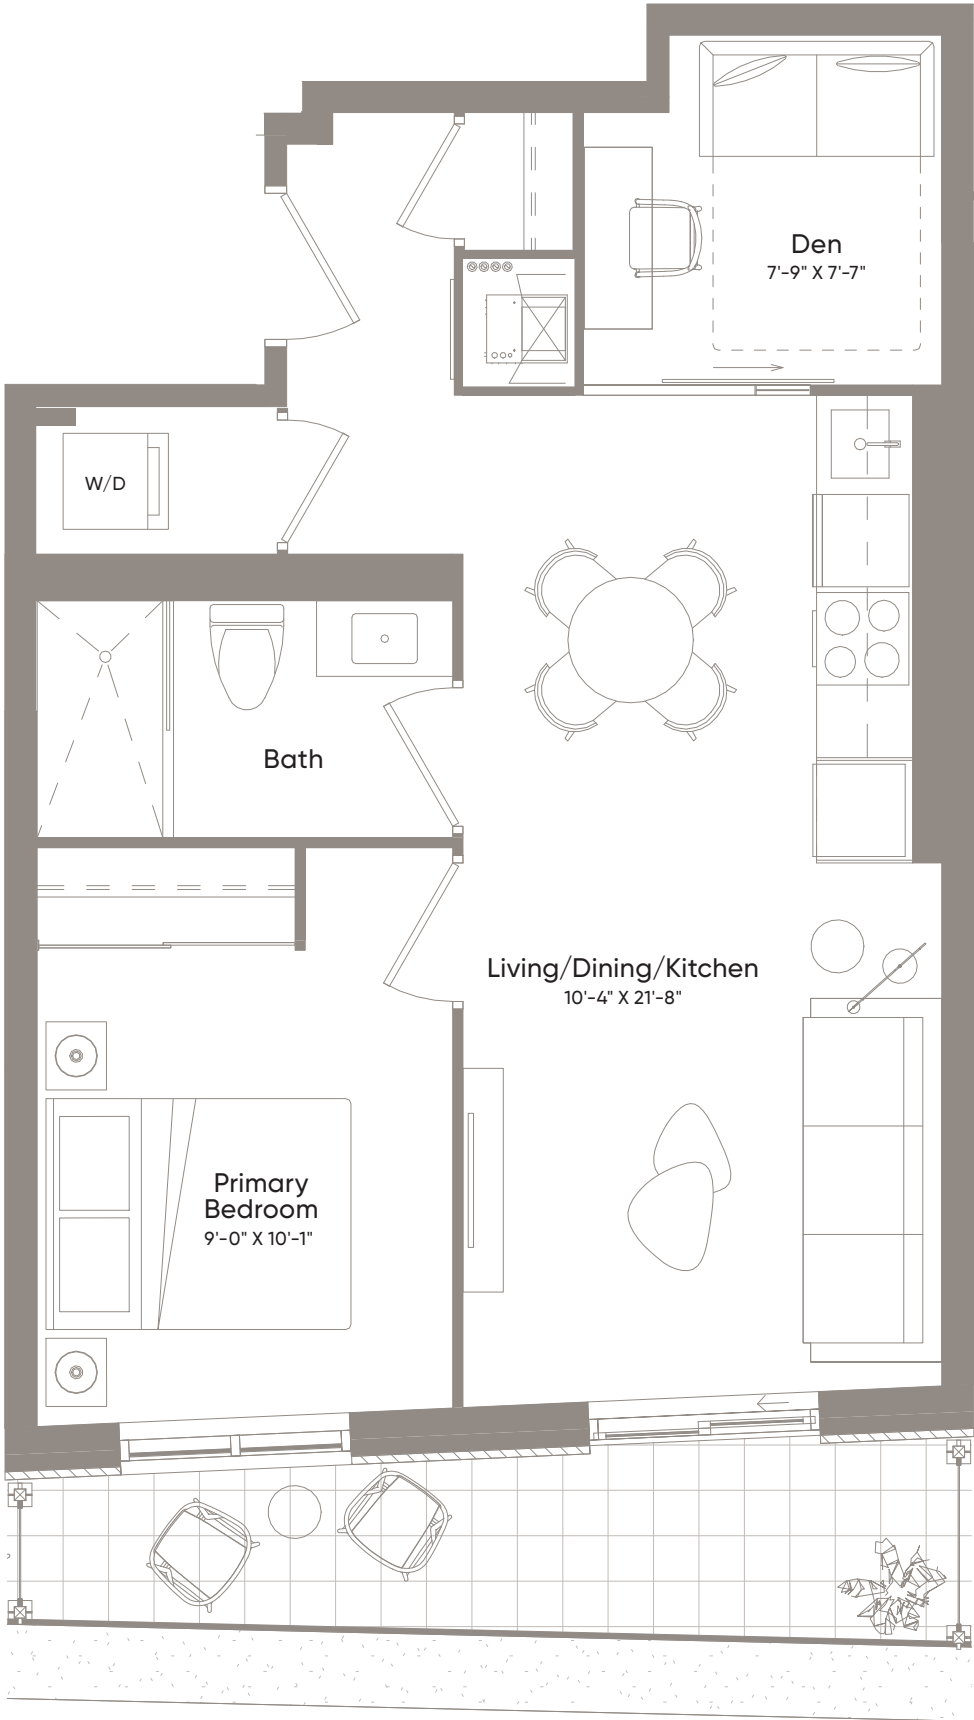 Den
7'-9" X 7'-7"
W/D
Bath
Living/Dining/Kitchen
10'-4" X 21'-8"
Primary
Bedroom
9'-0" X 10'-1"